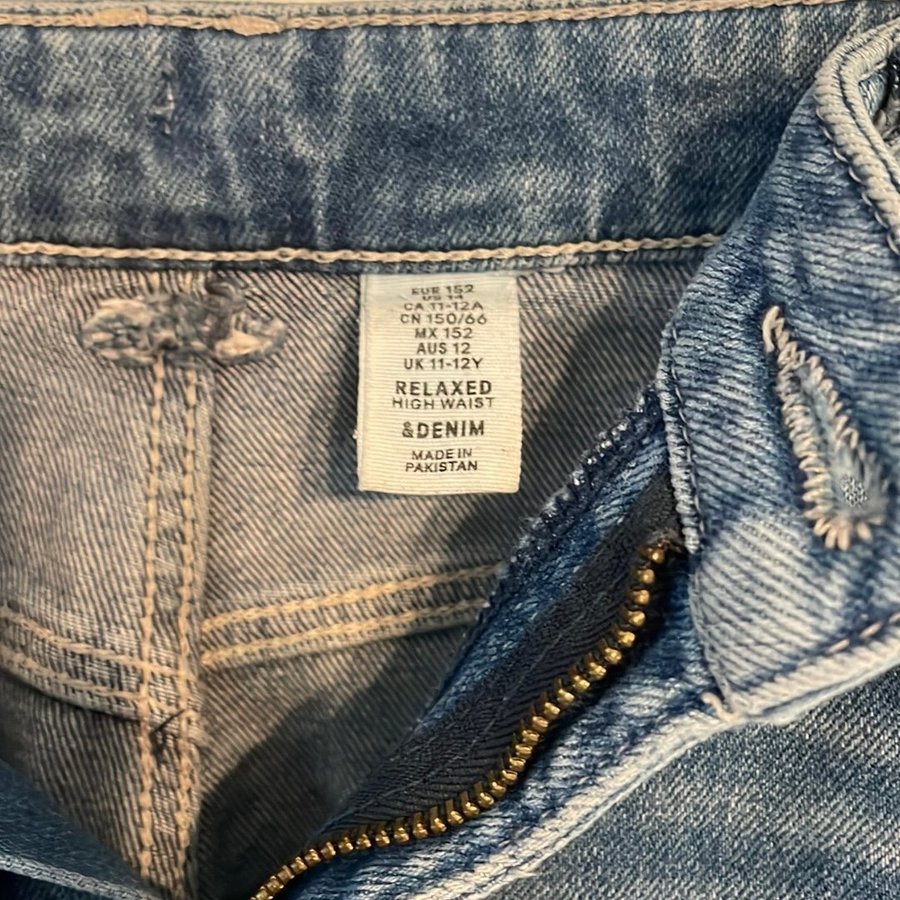 EUR 152
US 14
CA 11-12A
CN 150/66
MX 152
AUS 12
UK 11-12Y
RELAXED
HIGH WAIST
&DENIM
MADE IN
PAKISTAN